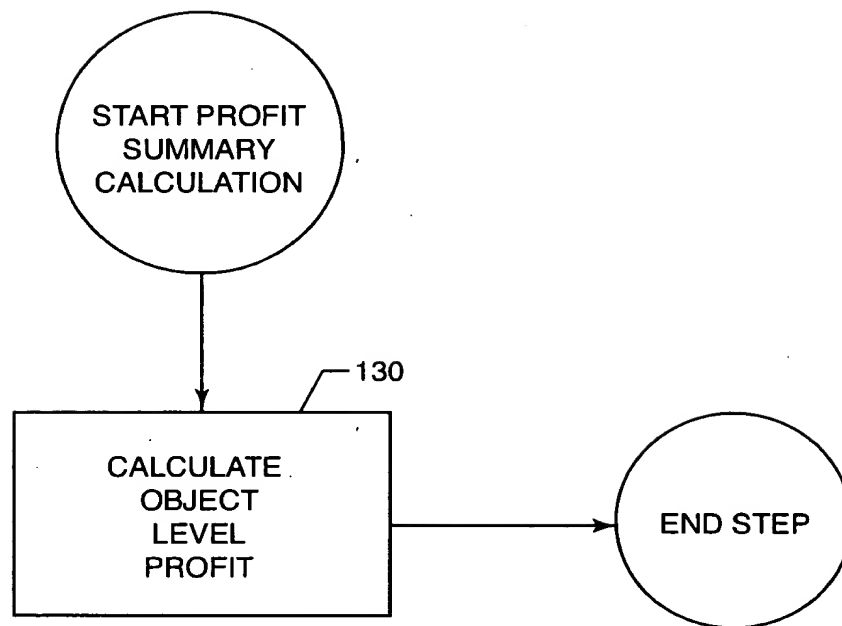 START PROFIT
SUMMARY
CALCULATION
130
CALCULATE
OBJECT
LEVEL
PROFIT
END STEP